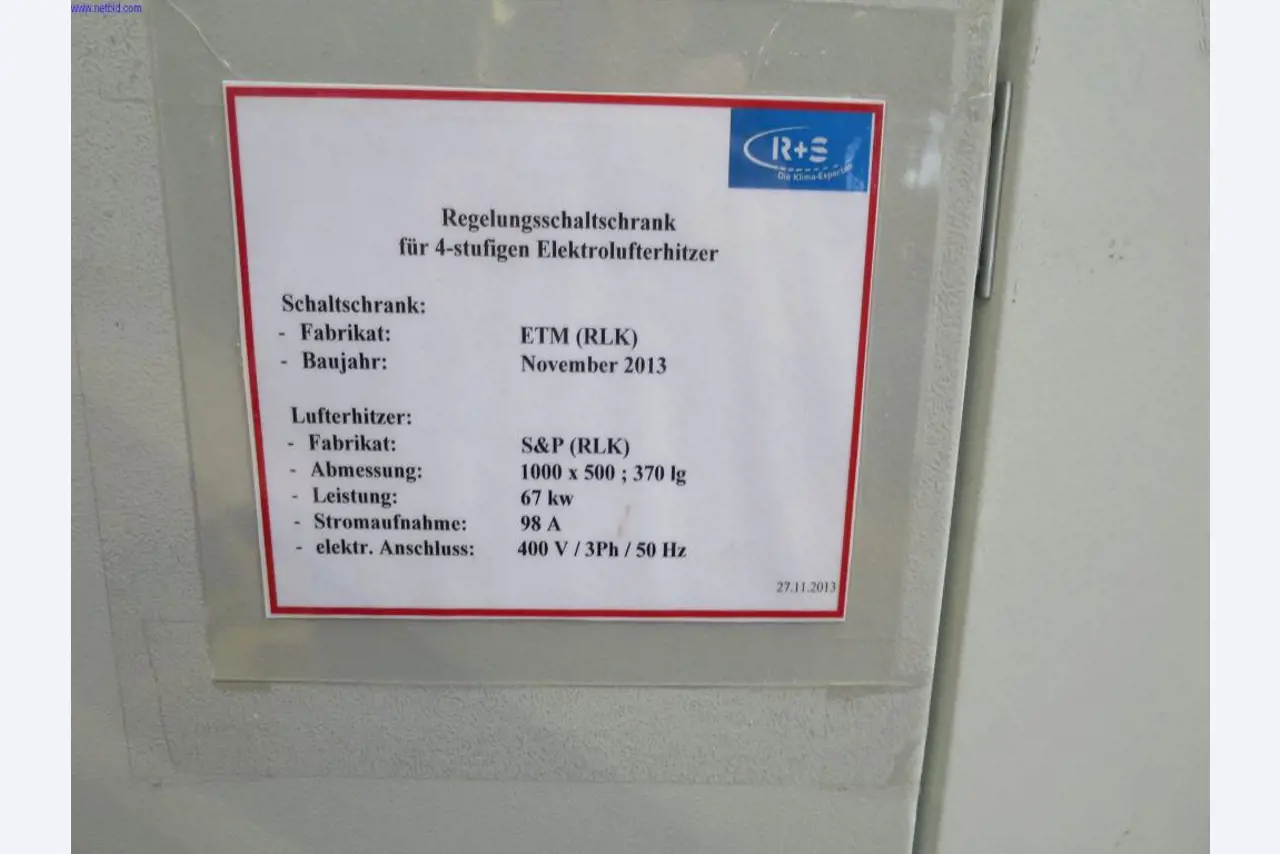 www.netbid.com
R+S
Die Klima-Experten
Regelungsschaltschrank
für 4-stufigen Elektrolufterhitzer
Schaltschrank:
- Fabrikat: ETM (RLK)
- Baujahr: November 2013
Lufterhitzer:
- Fabrikat: S&P (RLK)
- Abmessung: 1000 x 500 ; 370 lg
- Leistung: 67 kw
- Stromaufnahme: 98 A
- elektr. Anschluss: 400 V / 3Ph / 50 Hz
27.11.2013